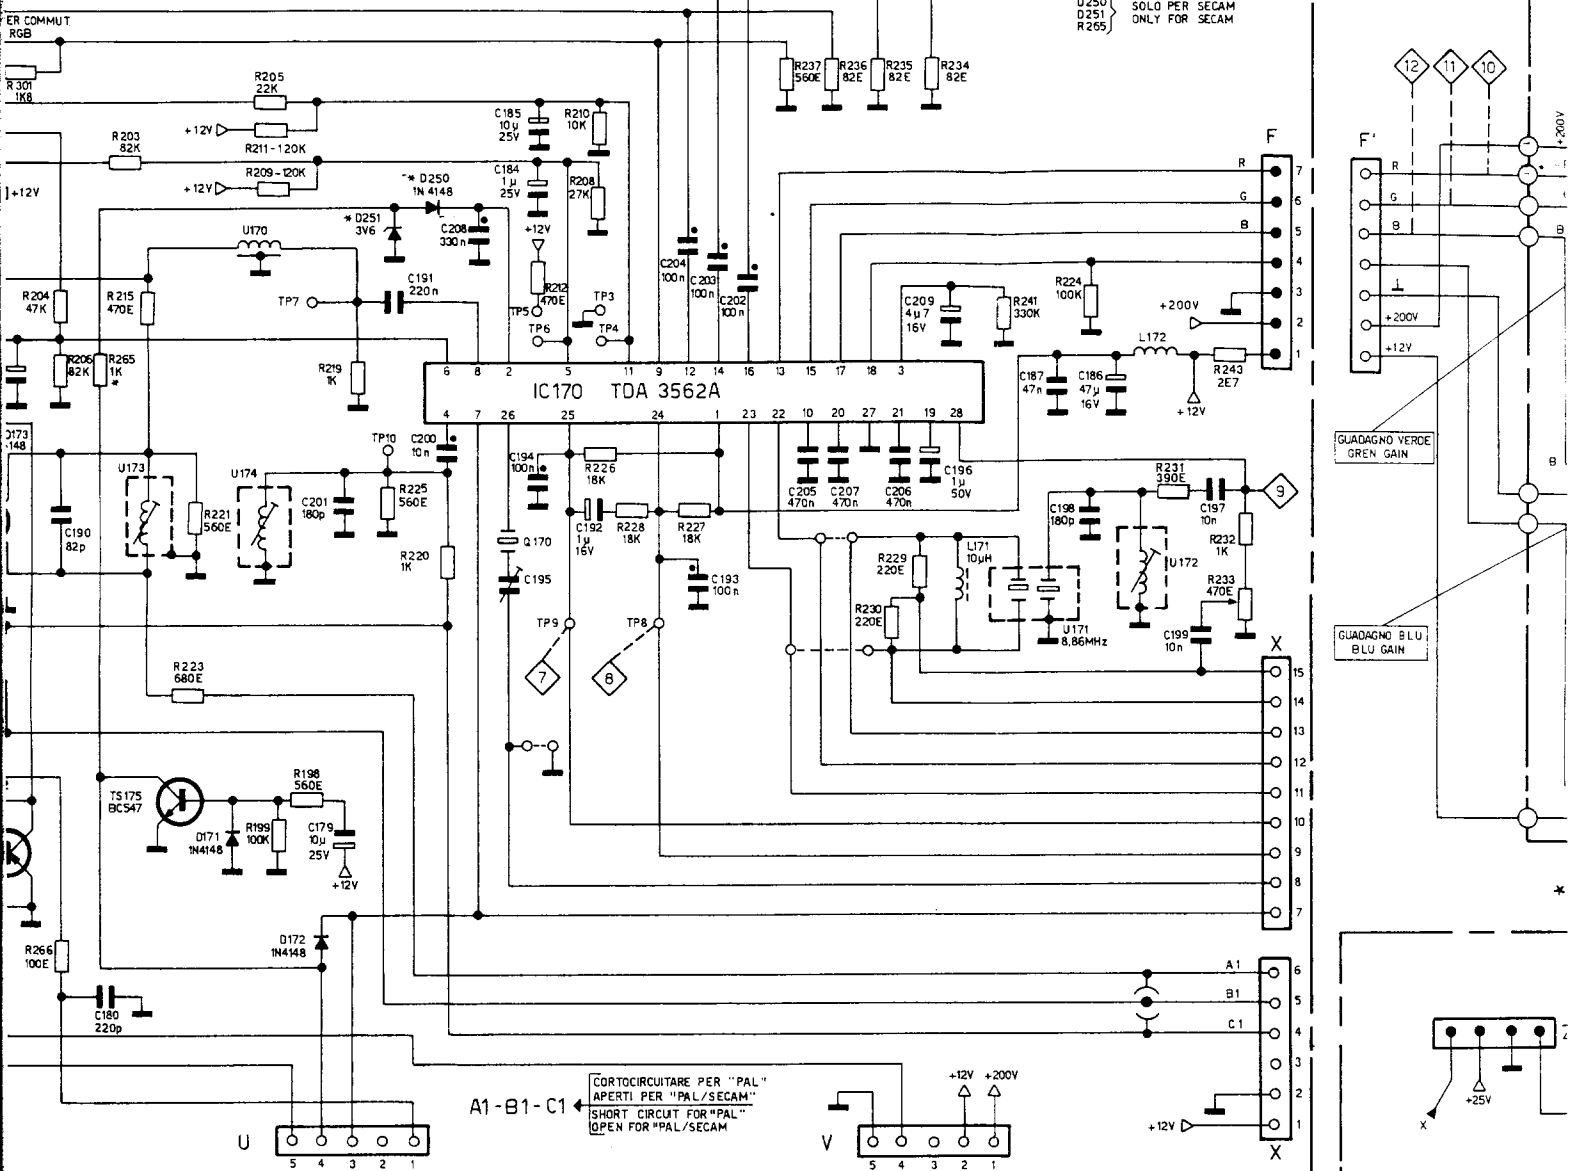 D250
D251
R265
SOLO PER SECAM
ONLY FOR SECAM
ER COMMUT
RGB
R301
1K8
R205
22K
+12V
R211-120K
R203
82K
R209-120K
+12V
+12V
C185
10µ
25V
R210
10K
C184
1µ
25V
R208
27K
R237
560E
R236
82E
R235
82E
R234
82E
12
11
10
+200V
* D250
1N 4148
* D251
3V6
C208
330n
+12V
R212
470E
U170
TP7
C191
220n
TP5
TP3
TP6
TP4
C204
100n
C203
100n
C202
100n
R204
47K
R215
470E
R206
82K
R265
1K
*
R219
1K
C209
4µ7
16V
R241
330K
R224
100K
+200V
L172
C187
47n
C186
47µ
16V
R243
2E7
+12V
F
R
7
G
6
B
5
4
3
2
1
F'
R
G
B
1
+200V
+12V
B
B
6 8 2 5 11 9 12 14 16 13 15 17 18 3
IC170 TDA 3562A
4 7 26 25 24 1 23 22 10 20 27 21 19 28
D173
148
U173
U174
TP10
C200
10n
C194
100n
R226
18K
C201
180p
R225
560E
R221
560E
C190
82p
C192
1µ
16V
R228
18K
R227
18K
C205
470n
C207
470n
C206
470n
C196
1µ
50V
R231
390E
C197
10n
9
C198
180p
R232
1K
R220
1K
Q170
C195
C193
100n
R229
220E
L171
10µH
U172
R233
470E
R230
220E
U171
8,86MHz
C199
10n
TP9
TP8
7
8
GUADAGNO VERDE
GREN GAIN
GUADAGNO BLU
BLU GAIN
R223
680E
X
15
14
13
12
11
10
9
8
7
TS175
BC547
R198
560E
D171
1N4148
R199
100K
C179
10µ
25V
+12V
*
R266
100E
D172
1N4148
C180
220p
A1
6
B1
5
C1
4
3
2
+12V
1
X
A1-B1-C1
CORTOCIRCUITARE PER "PAL"
APERTI PER "PAL/SECAM"
SHORT CIRCUIT FOR "PAL"
OPEN FOR "PAL/SECAM
+12V
+200V
U
5 4 3 2 1
V
5 4 3 2 1
+25V
X